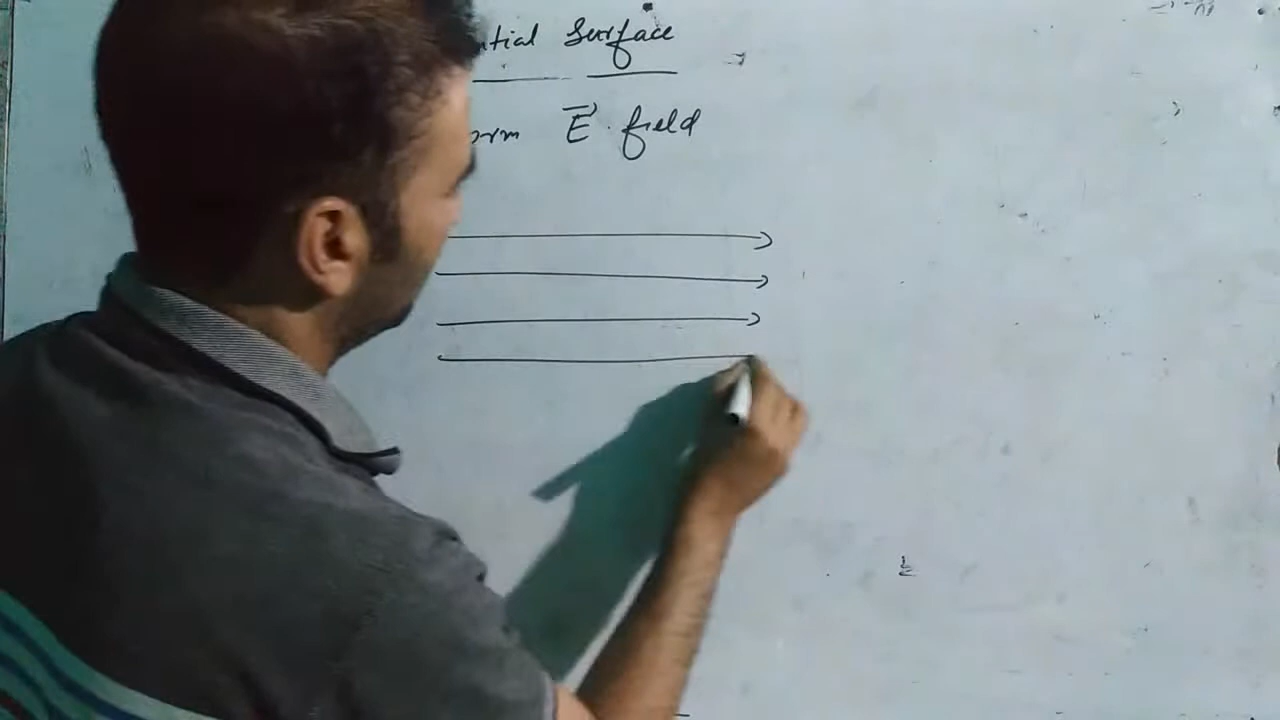 ntial Surface
orm E⃗ field